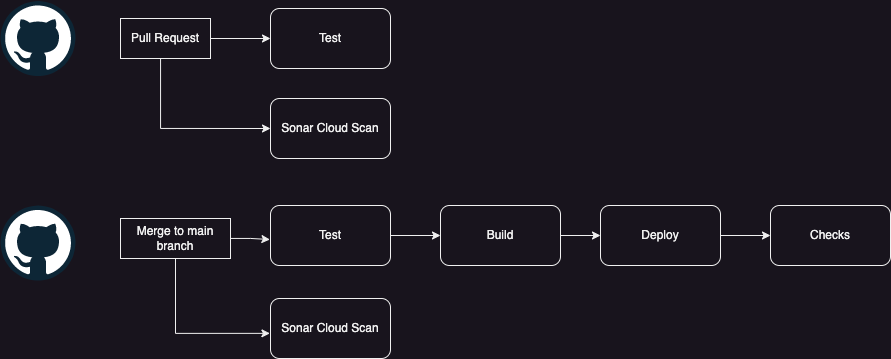 Pull Request
Test
Sonar Cloud Scan
Merge to main
branch
Test
Build
Deploy
Checks
Sonar Cloud Scan